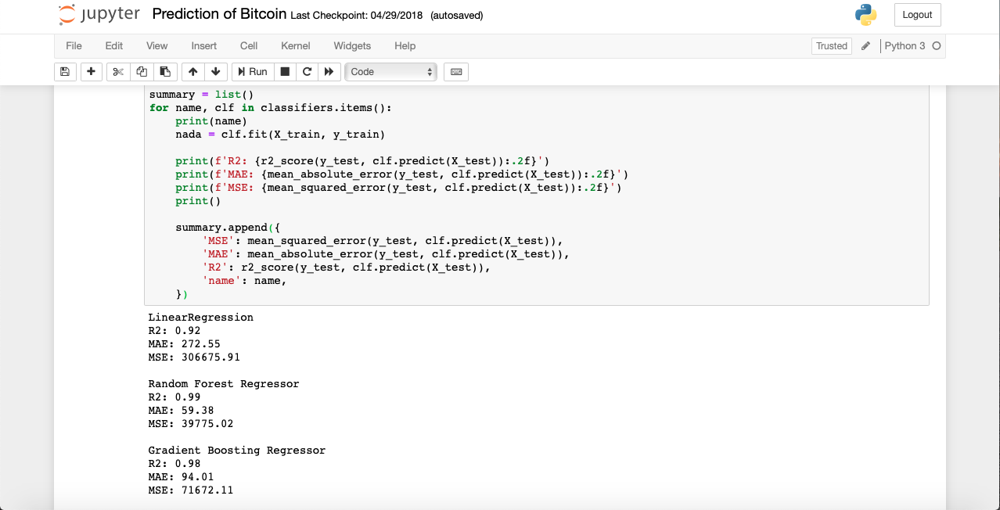 jupyter Prediction of Bitcoin Last Checkpoint: 04/29/2018 (autosaved) Logout
File Edit View Insert Cell Kernel Widgets Help Trusted Python 3
Run Code
summary = list()
for name, clf in classifiers.items():
    print(name)
    nada = clf.fit(X_train, y_train)
    print(f'R2: {r2_score(y_test, clf.predict(X_test)):.2f}')
    print(f'MAE: {mean_absolute_error(y_test, clf.predict(X_test)):.2f}')
    print(f'MSE: {mean_squared_error(y_test, clf.predict(X_test)):.2f}')
    print()
    summary.append({
        'MSE': mean_squared_error(y_test, clf.predict(X_test)),
        'MAE': mean_absolute_error(y_test, clf.predict(X_test)),
        'R2': r2_score(y_test, clf.predict(X_test)),
        'name': name,
    })
LinearRegression
R2: 0.92
MAE: 272.55
MSE: 306675.91
Random Forest Regressor
R2: 0.99
MAE: 59.38
MSE: 39775.02
Gradient Boosting Regressor
R2: 0.98
MAE: 94.01
MSE: 71672.11